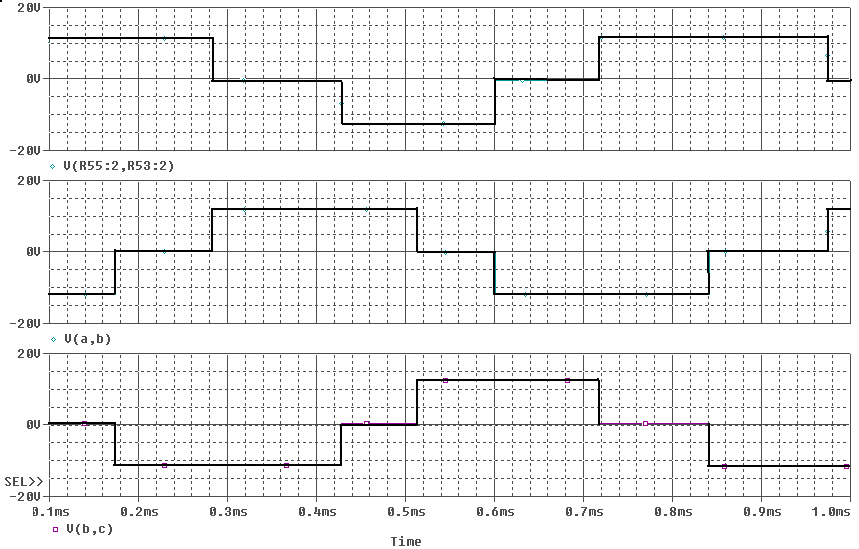 20V
0V
-20V
V(R55:2,R53:2)
20V
0V
-20V
V(a,b)
20V
0V
SEL>>
-20V
0.1ms 0.2ms 0.3ms 0.4ms 0.5ms 0.6ms 0.7ms 0.8ms 0.9ms 1.0ms
V(b,c)
Time